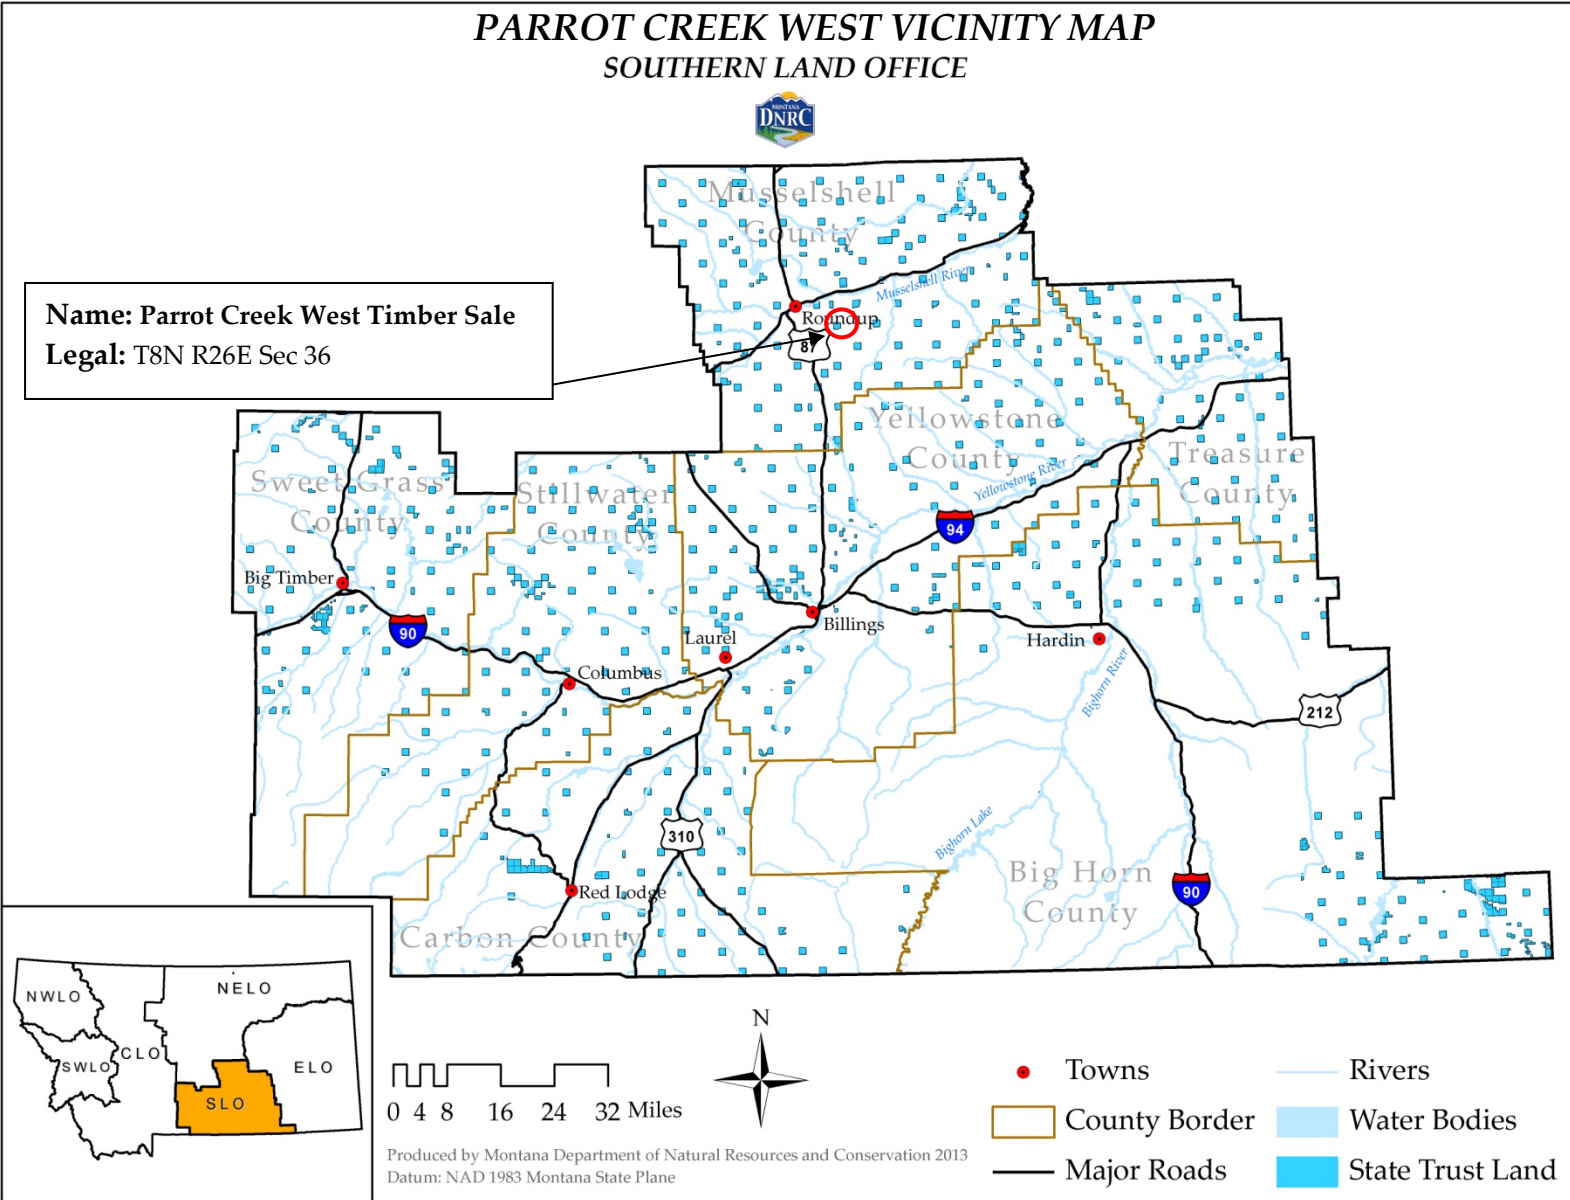 PARROT CREEK WEST VICINITY MAP
SOUTHERN LAND OFFICE
MONTANA
DNRC
Musselshell
County
Musselshell River
Name: Parrot Creek West Timber Sale
Legal: T8N R26E Sec 36
Roundup
87
Yellowstone
County
Yellowstone River
Treasure
County
Sweet Grass
County
Stillwater
County
94
Big Timber
90
Billings
Laurel
Hardin
Columbus
Bighorn River
212
310
Bighorn Lake
Big Horn
County
90
Red Lodge
Carbon County
NWLO
NELO
CLO
SWLO
ELO
SLO
N
0 4 8 16 24 32 Miles
Produced by Montana Department of Natural Resources and Conservation 2013
Datum: NAD 1983 Montana State Plane
Towns
Rivers
County Border
Water Bodies
Major Roads
State Trust Land